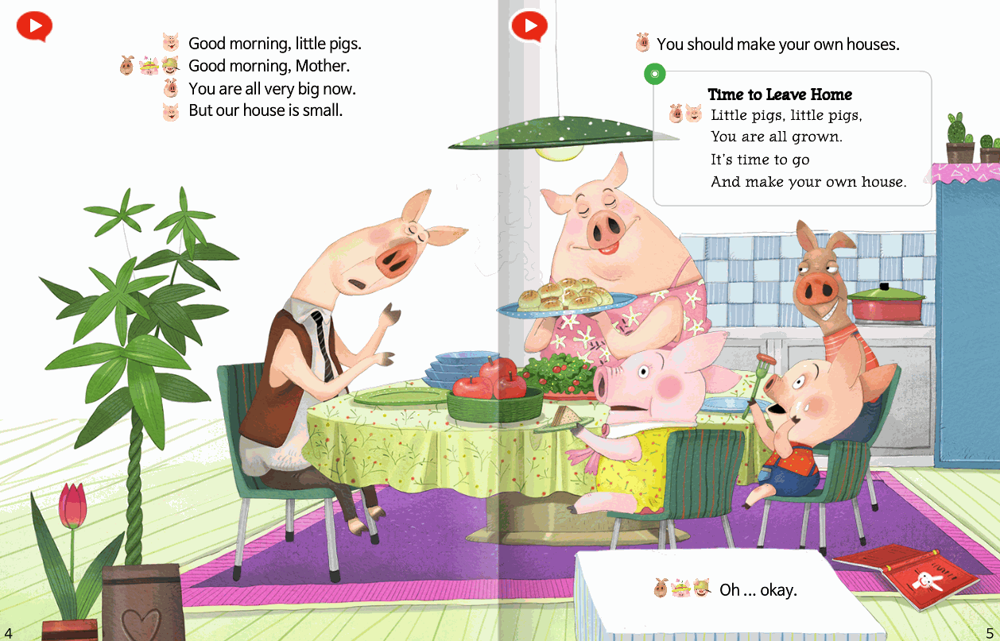 Good morning, little pigs.
Good morning, Mother.
You are all very big now.
But our house is small.
You should make your own houses.
Time to Leave Home
Little pigs, little pigs,
You are all grown.
It's time to go
And make your own house.
Oh ... okay.
4
5